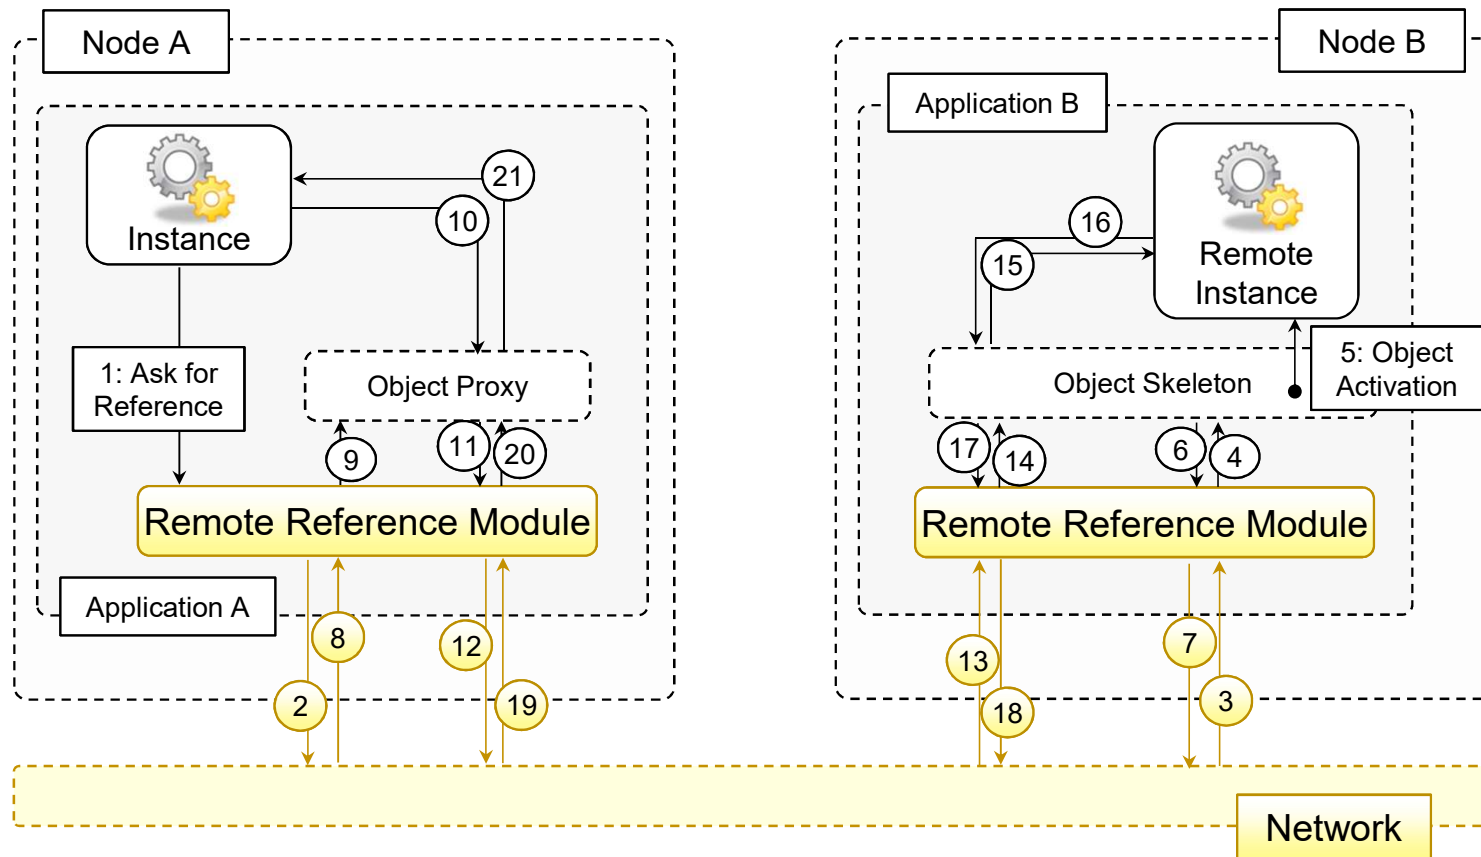 Node A
Node B
Application B
Instance
21
10
16
15
Remote
Instance
1: Ask for
Reference
Object Proxy
Object Skeleton
5: Object
Activation
9
11
20
17
14
6
4
Remote Reference Module
Remote Reference Module
Application A
8
12
13
7
2
19
18
3
Network